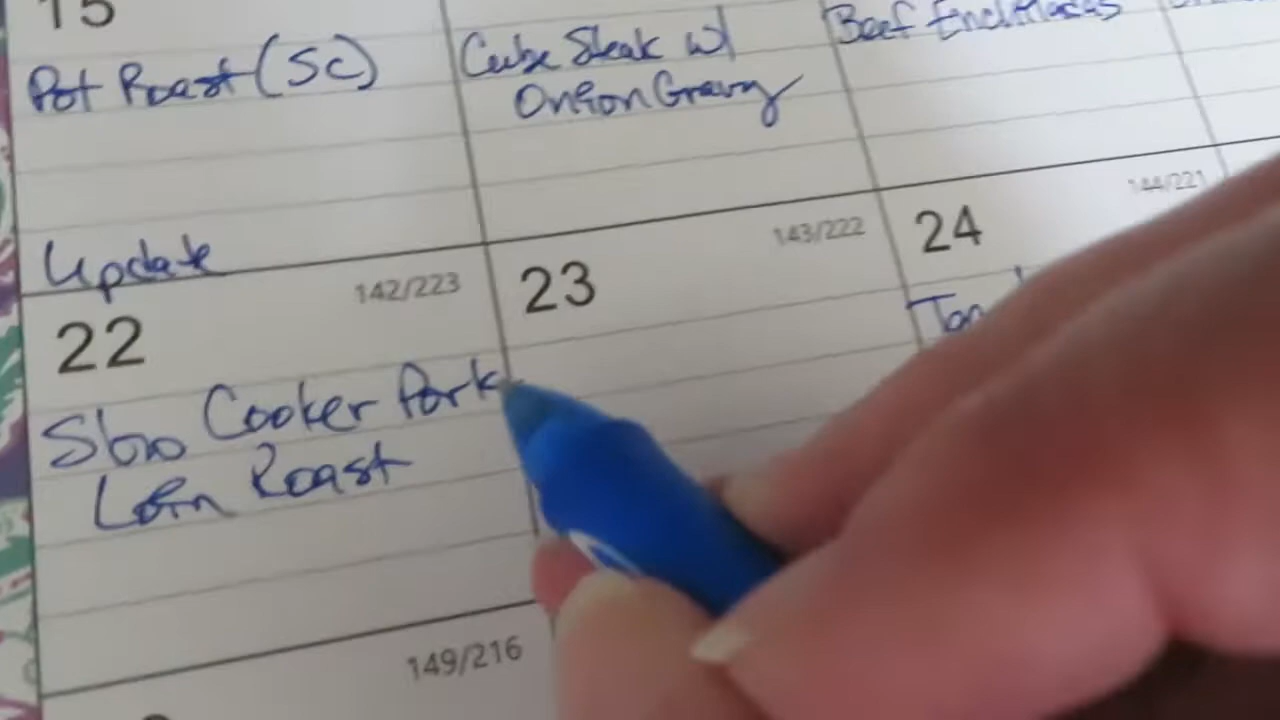 15
Pot Roast (SC)
Cube Steak w/
Onion Gravy
Beef Enchiladas
Update
142/223
22
Slow Cooker Pork
Loin Roast
143/222
23
144/221
24
149/216